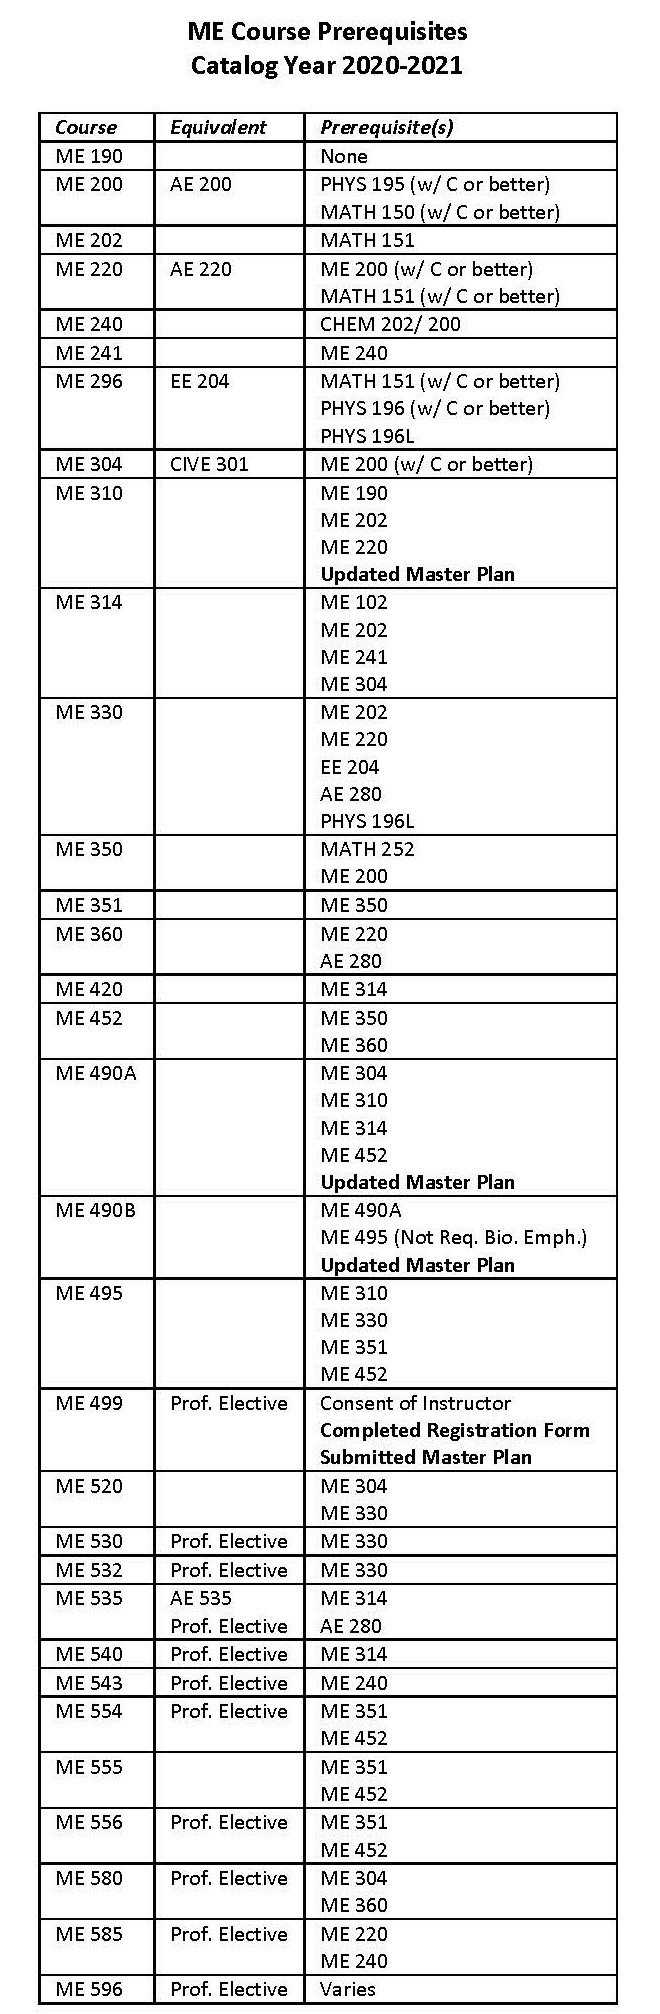 ME Course Prerequisites
Catalog Year 2020-2021
Course Equivalent Prerequisite(s)
ME 190 None
ME 200 AE 200 PHYS 195 (w/ C or better)
MATH 150 (w/ C or better)
ME 202 MATH 151
ME 220 AE 220 ME 200 (w/ C or better)
MATH 151 (w/ C or better)
ME 240 CHEM 202/ 200
ME 241 ME 240
ME 296 EE 204 MATH 151 (w/ C or better)
PHYS 196 (w/ C or better)
PHYS 196L
ME 304 CIVE 301 ME 200 (w/ C or better)
ME 310 ME 190
ME 202
ME 220
Updated Master Plan
ME 314 ME 102
ME 202
ME 241
ME 304
ME 330 ME 202
ME 220
EE 204
AE 280
PHYS 196L
ME 350 MATH 252
ME 200
ME 351 ME 350
ME 360 ME 220
AE 280
ME 420 ME 314
ME 452 ME 350
ME 360
ME 490A ME 304
ME 310
ME 314
ME 452
Updated Master Plan
ME 490B ME 490A
ME 495 (Not Req. Bio. Emph.)
Updated Master Plan
ME 495 ME 310
ME 330
ME 351
ME 452
ME 499 Prof. Elective Consent of Instructor
Completed Registration Form
Submitted Master Plan
ME 520 ME 304
ME 330
ME 530 Prof. Elective ME 330
ME 532 Prof. Elective ME 330
ME 535 AE 535 ME 314
Prof. Elective AE 280
ME 540 Prof. Elective ME 314
ME 543 Prof. Elective ME 240
ME 554 Prof. Elective ME 351
ME 452
ME 555 ME 351
ME 452
ME 556 Prof. Elective ME 351
ME 452
ME 580 Prof. Elective ME 304
ME 360
ME 585 Prof. Elective ME 220
ME 240
ME 596 Prof. Elective Varies